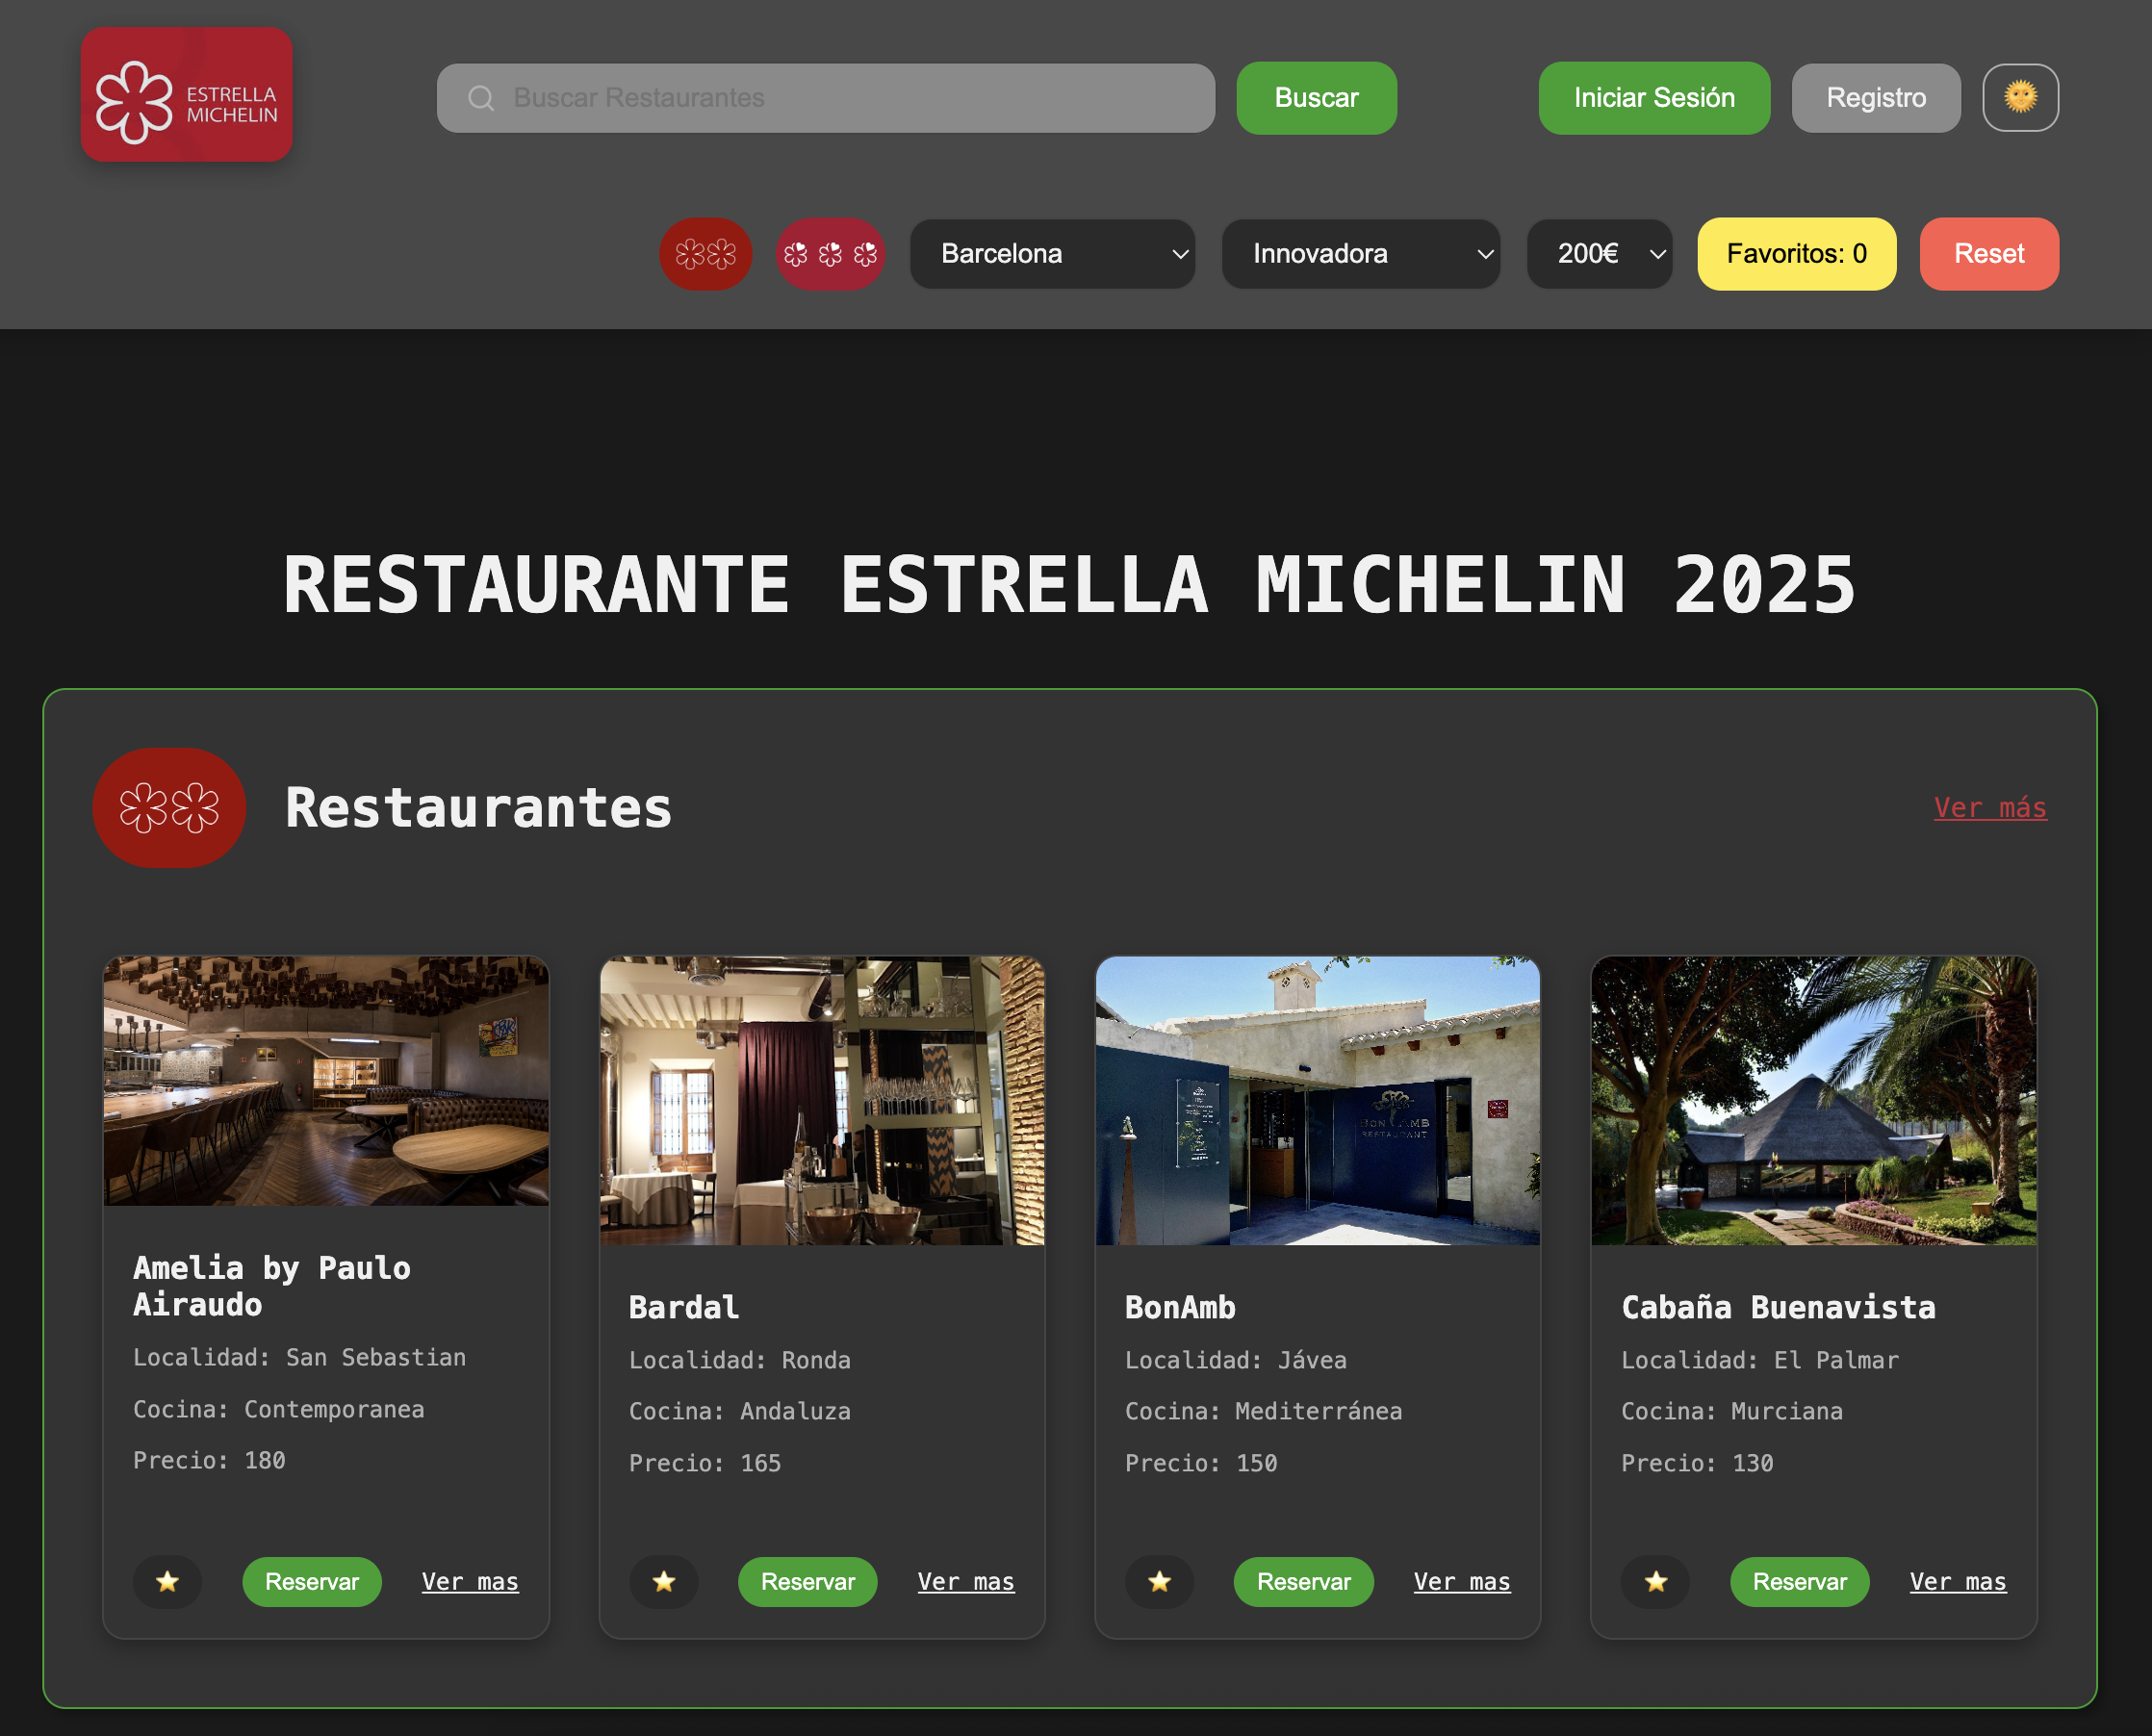 ESTRELLA
MICHELIN
Buscar Restaurantes
Buscar
Iniciar Sesión
Registro
Barcelona
Innovadora
200€
Favoritos: 0
Reset
RESTAURANTE ESTRELLA MICHELIN 2025
Restaurantes
Ver más
BONAMB
RESTAURANT
Amelia by Paulo
Airaudo
Localidad: San Sebastian
Cocina: Contemporanea
Precio: 180
Reservar
Ver mas
Bardal
Localidad: Ronda
Cocina: Andaluza
Precio: 165
Reservar
Ver mas
BonAmb
Localidad: Jávea
Cocina: Mediterránea
Precio: 150
Reservar
Ver mas
Cabaña Buenavista
Localidad: El Palmar
Cocina: Murciana
Precio: 130
Reservar
Ver mas